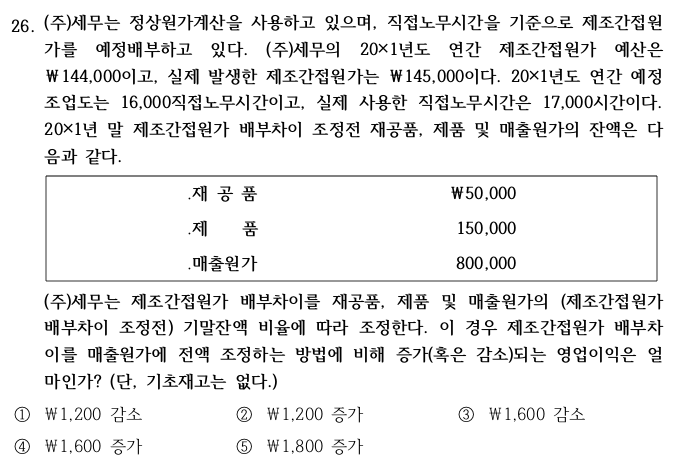 26. (주)세무는 정상원가계산을 사용하고 있으며, 직접노무시간을 기준으로 제조간접원
가를 예정배부하고 있다. (주)세무의 20×1년도 연간 제조간접원가 예산은
₩144,000이고, 실제 발생한 제조간접원가는 ₩145,000이다. 20×1년도 연간 예정
조업도는 16,000직접노무시간이고, 실제 사용한 직접노무시간은 17,000시간이다.
20×1년 말 제조간접원가 배부차이 조정전 재공품, 제품 및 매출원가의 잔액은 다
음과 같다.
.재 공 품 ₩50,000
.제 품 150,000
.매출원가 800,000
(주)세무는 제조간접원가 배부차이를 재공품, 제품 및 매출원가의 (제조간접원가
배부차이 조정전) 기말잔액 비율에 따라 조정한다. 이 경우 제조간접원가 배부차
이를 매출원가에 전액 조정하는 방법에 비해 증가(혹은 감소)되는 영업이익은 얼
마인가? (단, 기초재고는 없다.)
① ₩1,200 감소 ② ₩1,200 증가 ③ ₩1,600 감소
④ ₩1,600 증가 ⑤ ₩1,800 증가